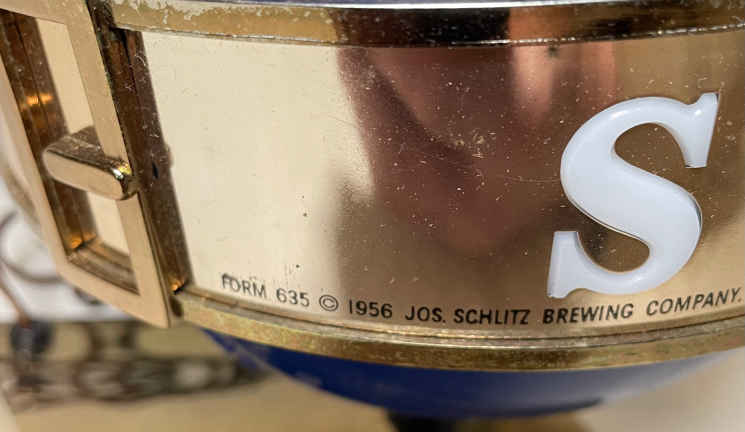 S
FORM 635 © 1956 JOS. SCHLITZ BREWING COMPANY.